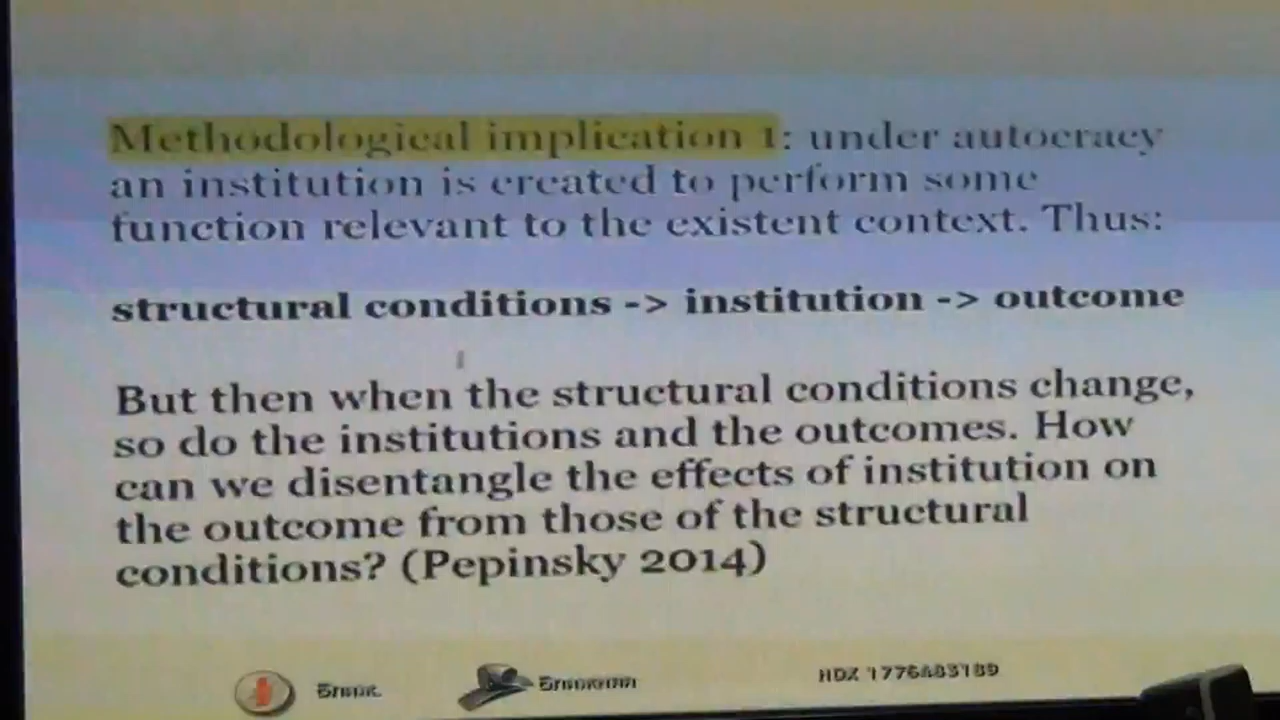 Methodological implication 1: under autocracy
an institution is created to perform some
function relevant to the existent context. Thus:
structural conditions -> institution -> outcome
But then when the structural conditions change,
so do the institutions and the outcomes. How
can we disentangle the effects of institution on
the outcome from those of the structural
conditions? (Pepinsky 2014)
HDX